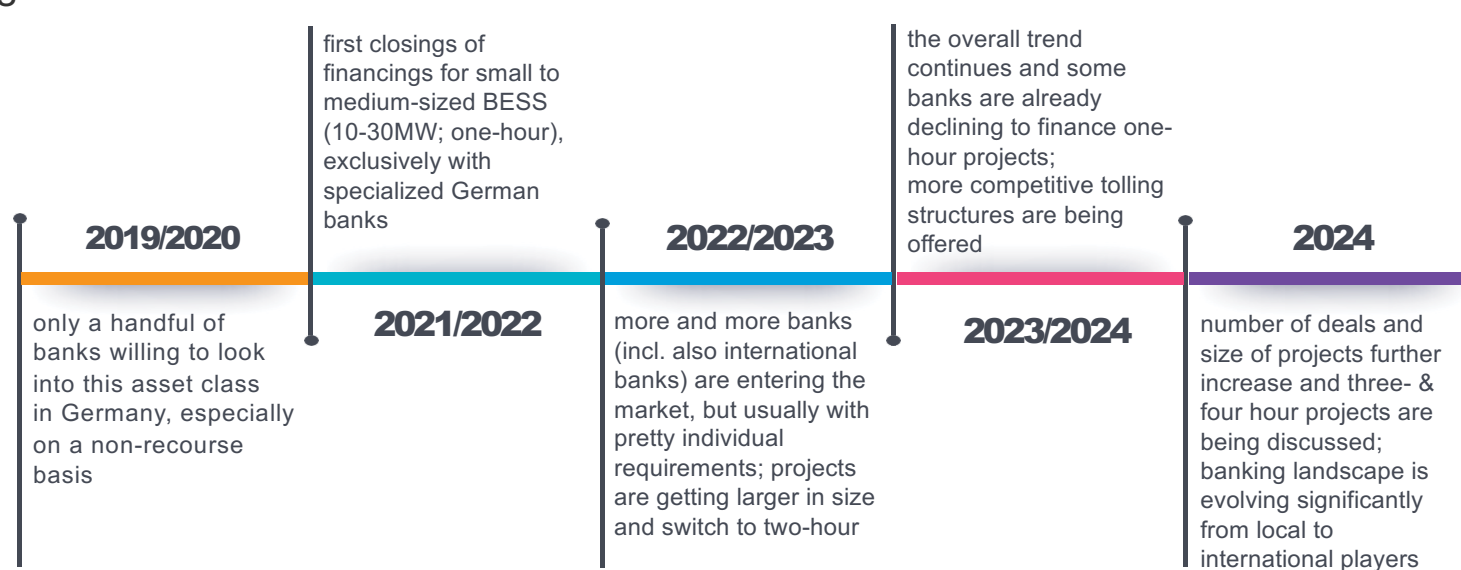 2019/2020
only a handful of
banks willing to look
into this asset class
in Germany, especially
on a non-recourse
basis
first closings of
financings for small to
medium-sized BESS
(10-30MW; one-hour),
exclusively with
specialized German
banks
2021/2022
2022/2023
more and more banks
(incl. also international
banks) are entering the
market, but usually with
pretty individual
requirements; projects
are getting larger in size
and switch to two-hour
the overall trend
continues and some
banks are already
declining to finance one-
hour projects;
more competitive tolling
structures are being
offered
2023/2024
2024
number of deals and
size of projects further
increase and three- &
four hour projects are
being discussed;
banking landscape is
evolving significantly
from local to
international players